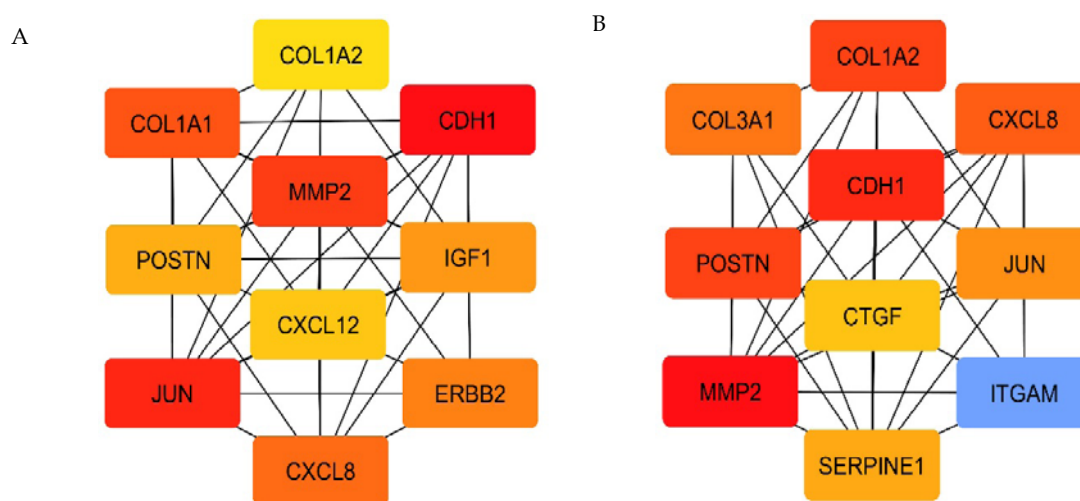 A
COL1A2
COL1A1
CDH1
MMP2
POSTN
IGF1
CXCL12
JUN
ERBB2
CXCL8
B
COL1A2
COL3A1
CXCL8
CDH1
POSTN
JUN
CTGF
MMP2
ITGAM
SERPINE1